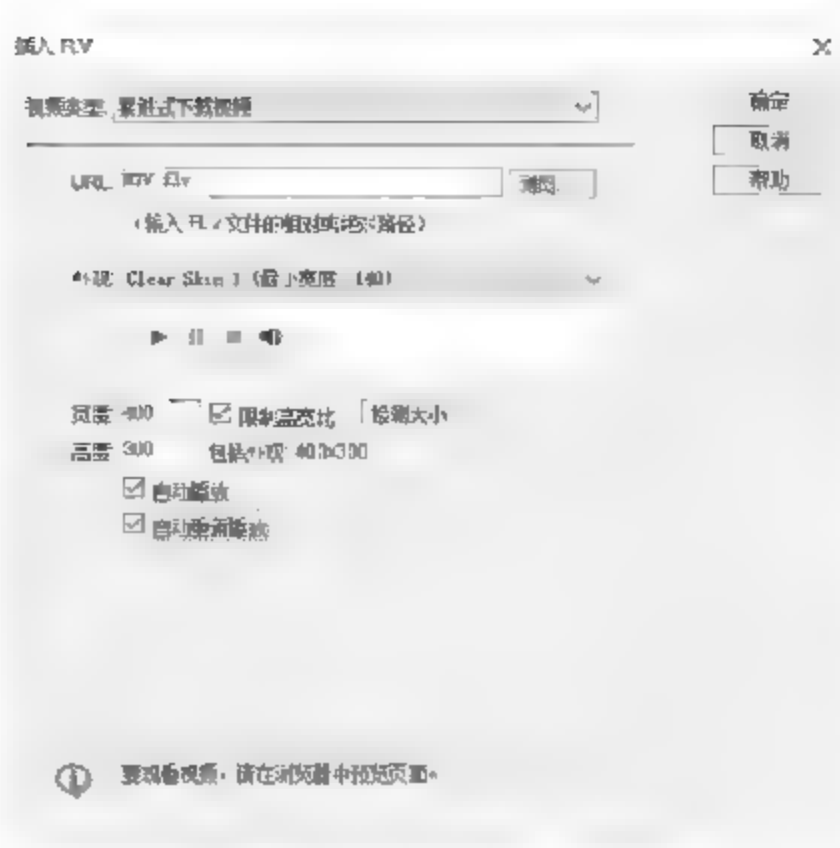 插入 FLV
视频类型: 累进式下载视频
确定
取消
URL: MTV.flv 浏览...
帮助
(输入 FLV 文件的相对或绝对路径)
外观: Clear Skin 1 (最小宽度: 140)
宽度: 400 限制高宽比 检测大小
高度: 300 包括外观: 400x300
自动播放
自动重新播放
要观看视频，请在浏览器中预览页面。